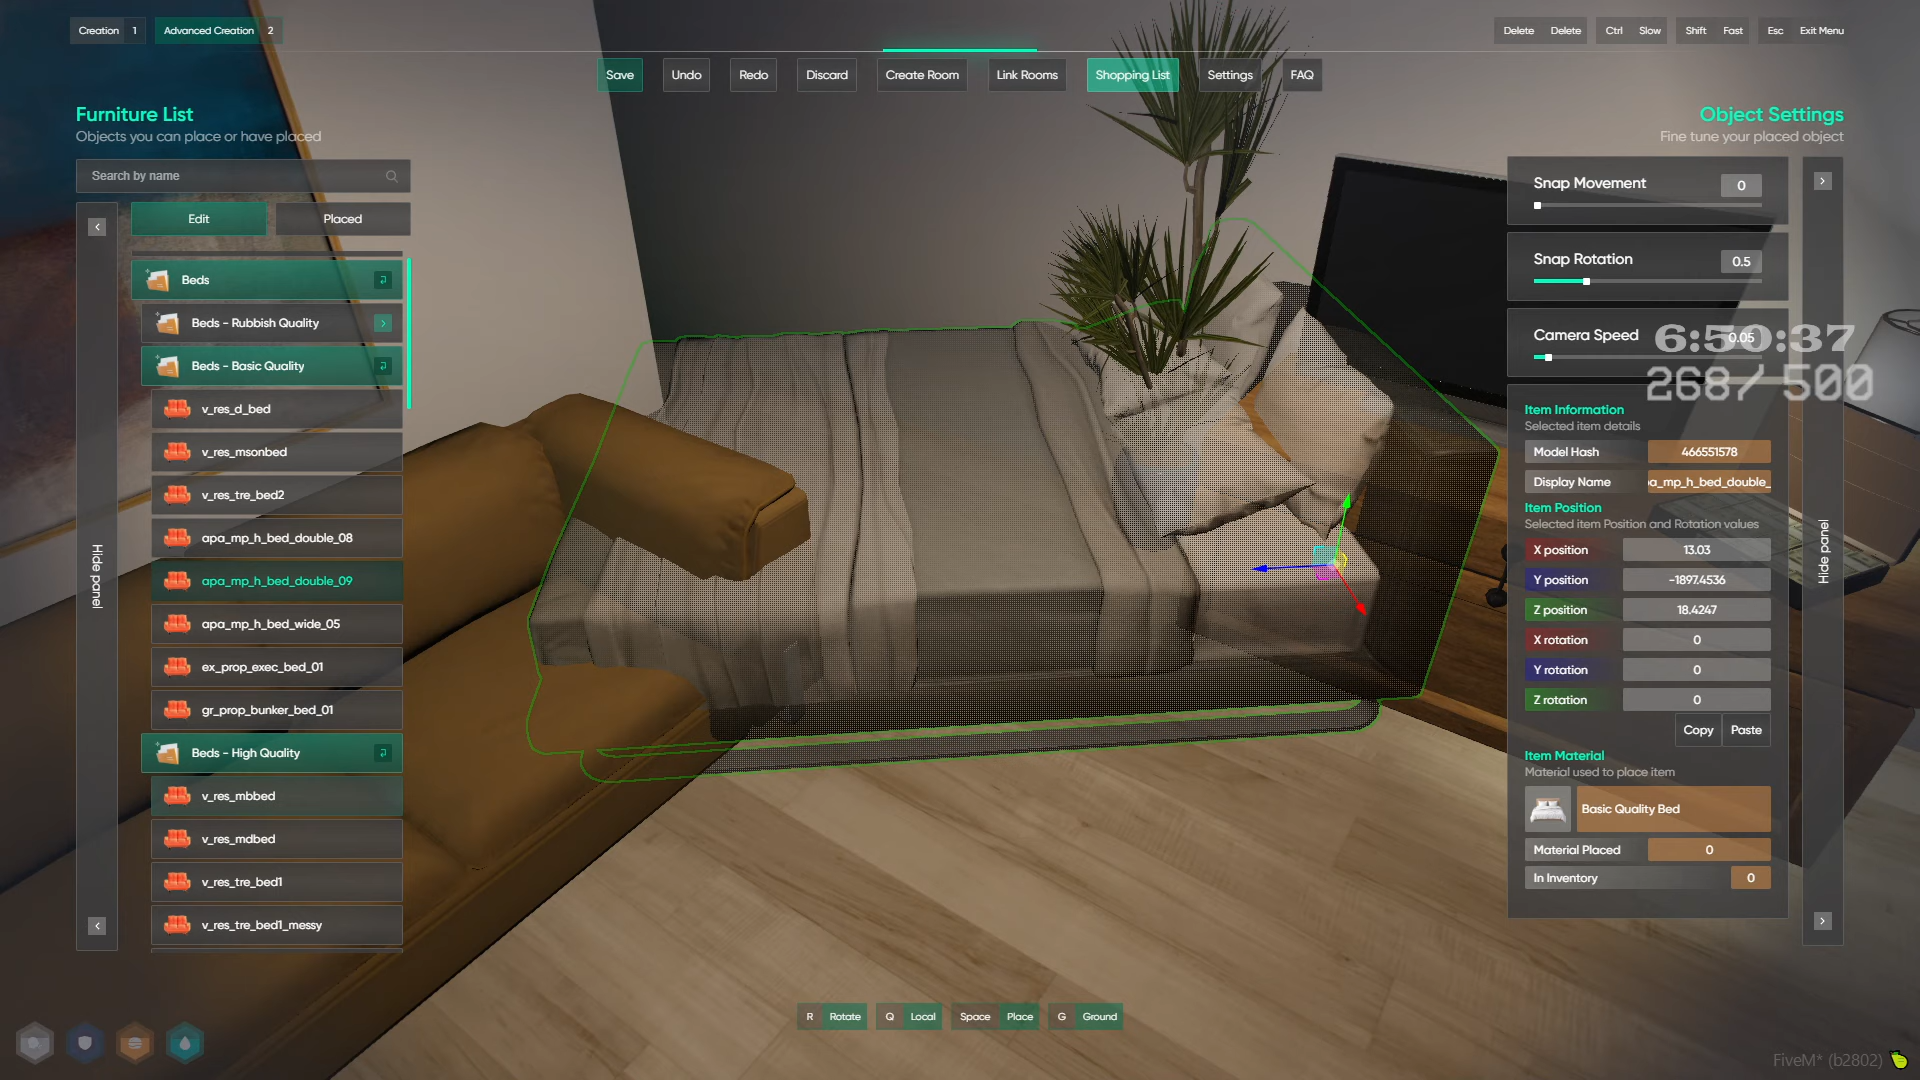 Creation 1
Advanced Creation 2
Delete Delete
Ctrl Slow
Shift Fast
Esc Exit Menu
Save
Undo
Redo
Discard
Create Room
Link Rooms
Shopping List
Settings
FAQ
Furniture List
Objects you can place or have placed
Search by name
Edit
Placed
Hide panel
Beds
Beds - Rubbish Quality
Beds - Basic Quality
v_res_d_bed
v_res_msonbed
v_res_tre_bed2
apa_mp_h_bed_double_08
apa_mp_h_bed_double_09
apa_mp_h_bed_wide_05
ex_prop_exec_bed_01
gr_prop_bunker_bed_01
Beds - High Quality
v_res_mbbed
v_res_mdbed
v_res_tre_bed1
v_res_tre_bed1_messy
Object Settings
Fine tune your placed object
Snap Movement 0
Snap Rotation 0.5
Camera Speed 0.05
6:50:37
268/500
Item Information
Selected item details
Model Hash 466551578
Display Name pa_mp_h_bed_double_
Item Position
Selected item Position and Rotation values
X position 13.03
Y position -1897.4536
Z position 18.4247
X rotation 0
Y rotation 0
Z rotation 0
Copy Paste
Item Material
Material used to place item
Basic Quality Bed
Material Placed 0
In Inventory 0
Hide panel
R Rotate
Q Local
Space Place
G Ground
FiveM* (b2802)